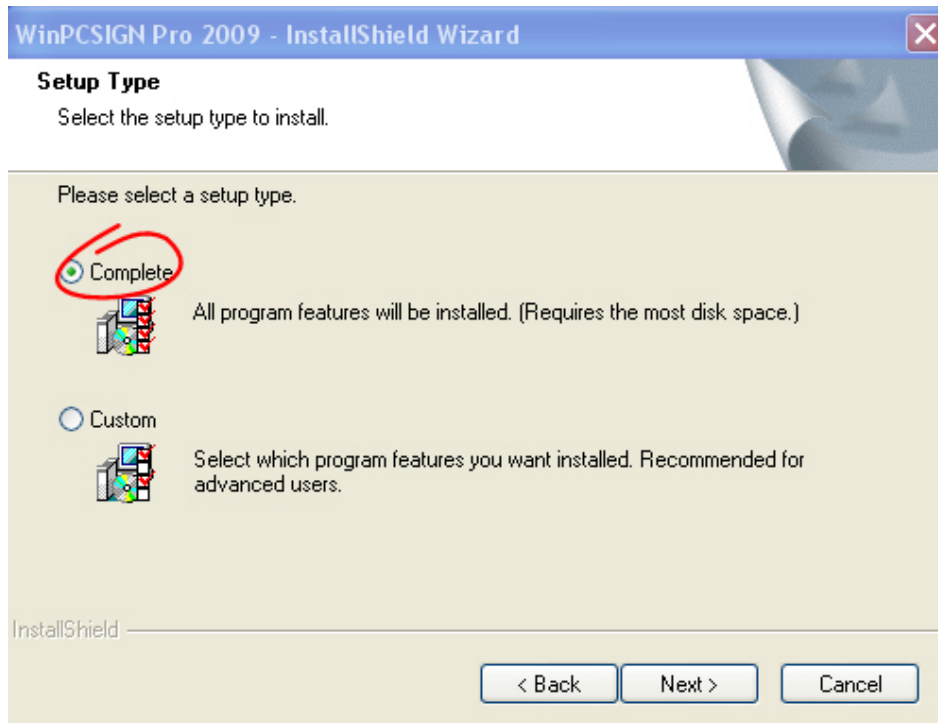 WinPCSIGN Pro 2009 - InstallShield Wizard
Setup Type
Select the setup type to install.
Please select a setup type.
Complete
All program features will be installed. (Requires the most disk space.)
Custom
Select which program features you want installed. Recommended for
advanced users.
InstallShield
< Back
Next >
Cancel